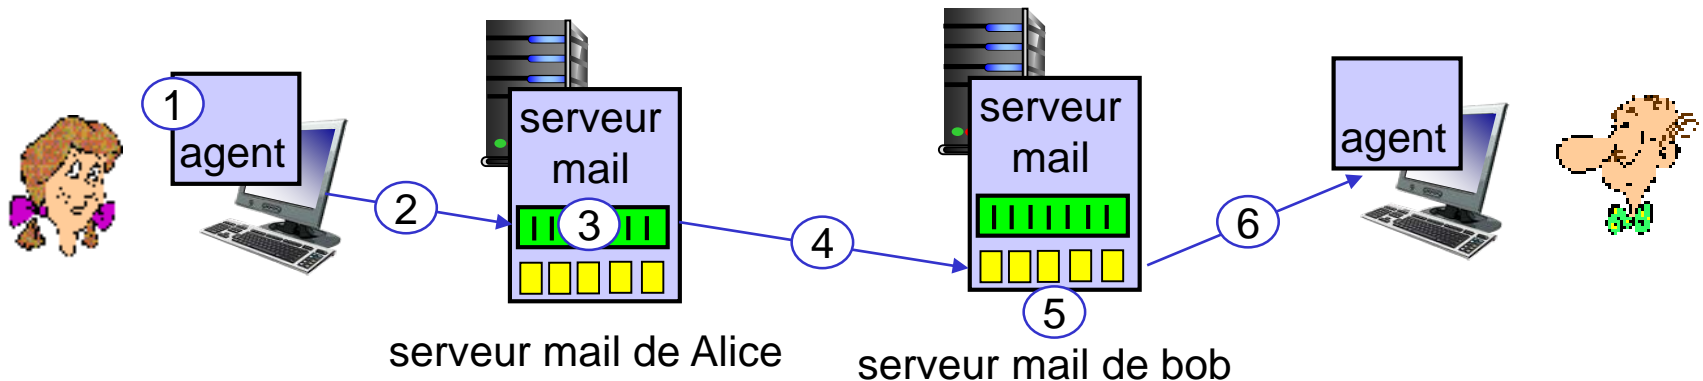 1
agent
2
serveur
mail
3
serveur mail de Alice
4
serveur
mail
5
serveur mail de bob
6
agent